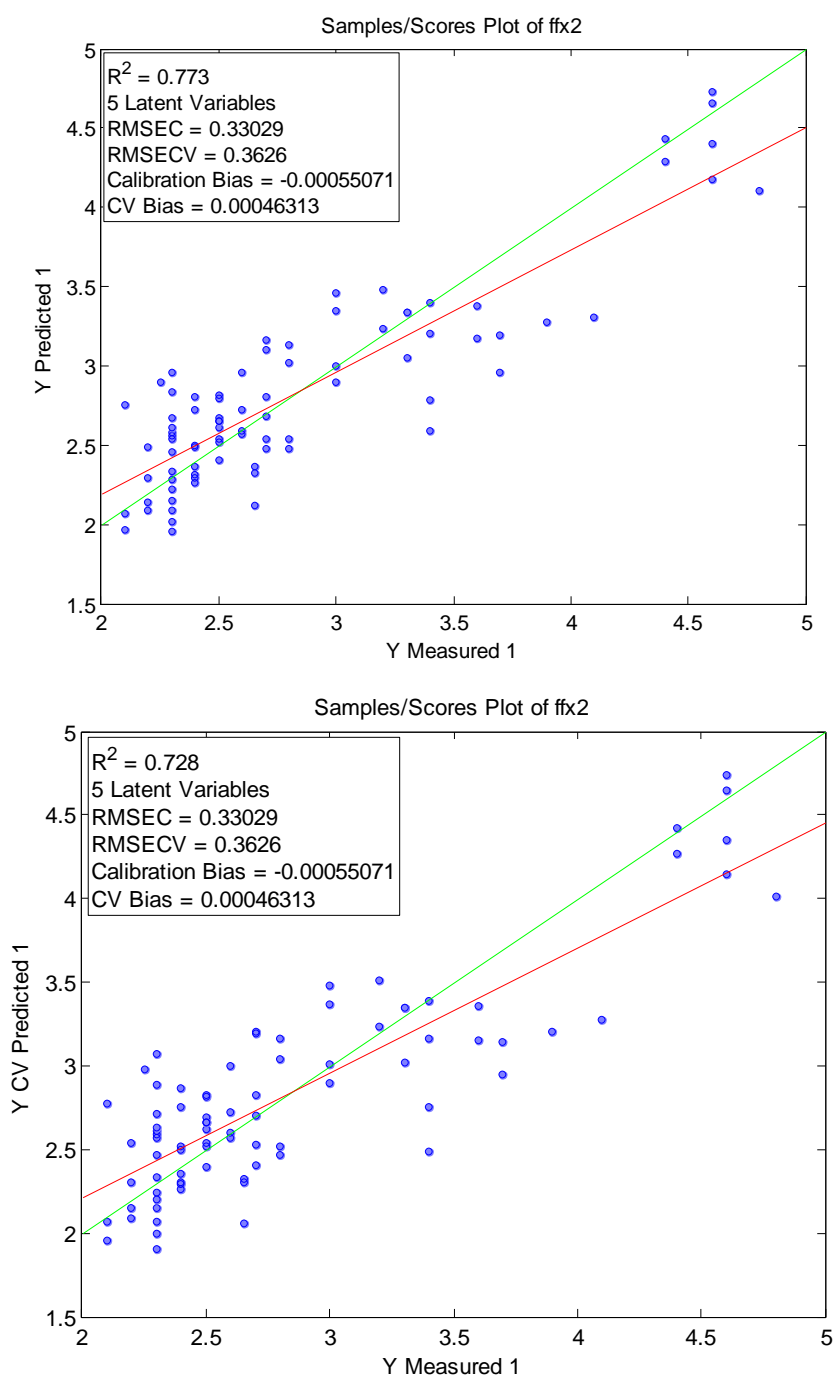 Samples/Scores Plot of ffx2
R² = 0.773
5 Latent Variables
RMSEC = 0.33029
RMSECV = 0.3626
Calibration Bias = -0.00055071
CV Bias = 0.00046313
5
4.5
4
3.5
3
2.5
2
1.5
Y Predicted 1
2 2.5 3 3.5 4 4.5 5
Y Measured 1
Samples/Scores Plot of ffx2
R² = 0.728
5 Latent Variables
RMSEC = 0.33029
RMSECV = 0.3626
Calibration Bias = -0.00055071
CV Bias = 0.00046313
5
4.5
4
3.5
3
2.5
2
1.5
Y CV Predicted 1
2 2.5 3 3.5 4 4.5 5
Y Measured 1